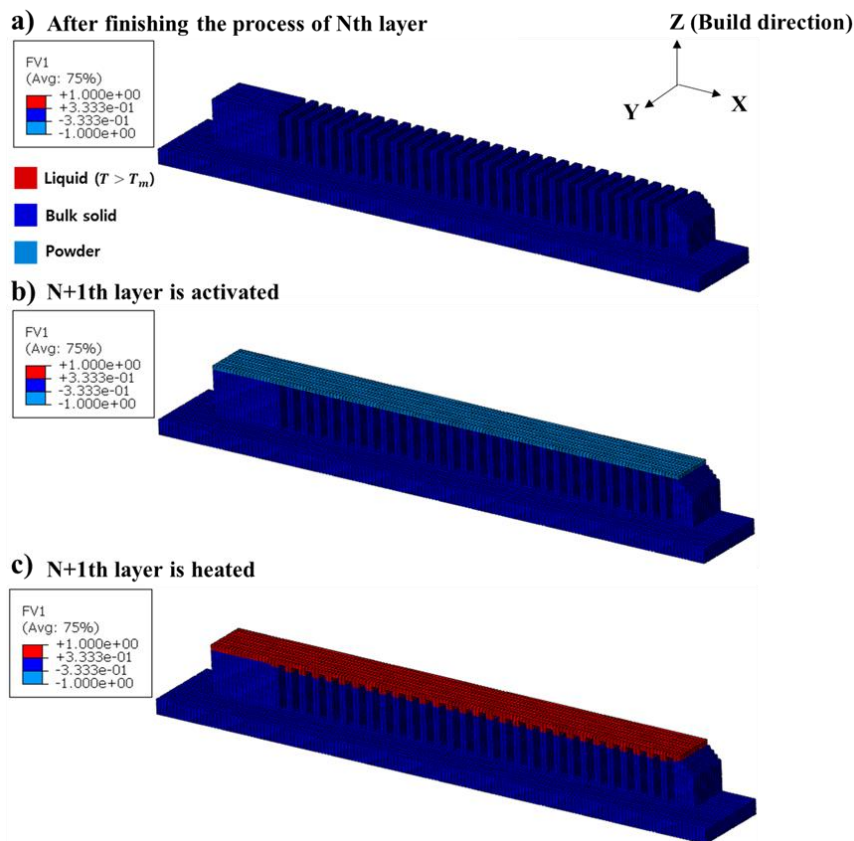 a) After finishing the process of Nth layer
Z (Build direction)
FV1
(Avg: 75%)
+1.000e+00
+3.333e-01
-3.333e-01
-1.000e+00
Y
X
Liquid (T > Tm)
Bulk solid
Powder
b) N+1th layer is activated
FV1
(Avg: 75%)
+1.000e+00
+3.333e-01
-3.333e-01
-1.000e+00
c) N+1th layer is heated
FV1
(Avg: 75%)
+1.000e+00
+3.333e-01
-3.333e-01
-1.000e+00